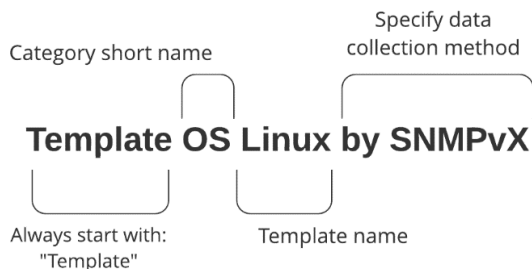 Specify data
collection method
Category short name
Template OS Linux by SNMPvX
Always start with:
"Template"
Template name